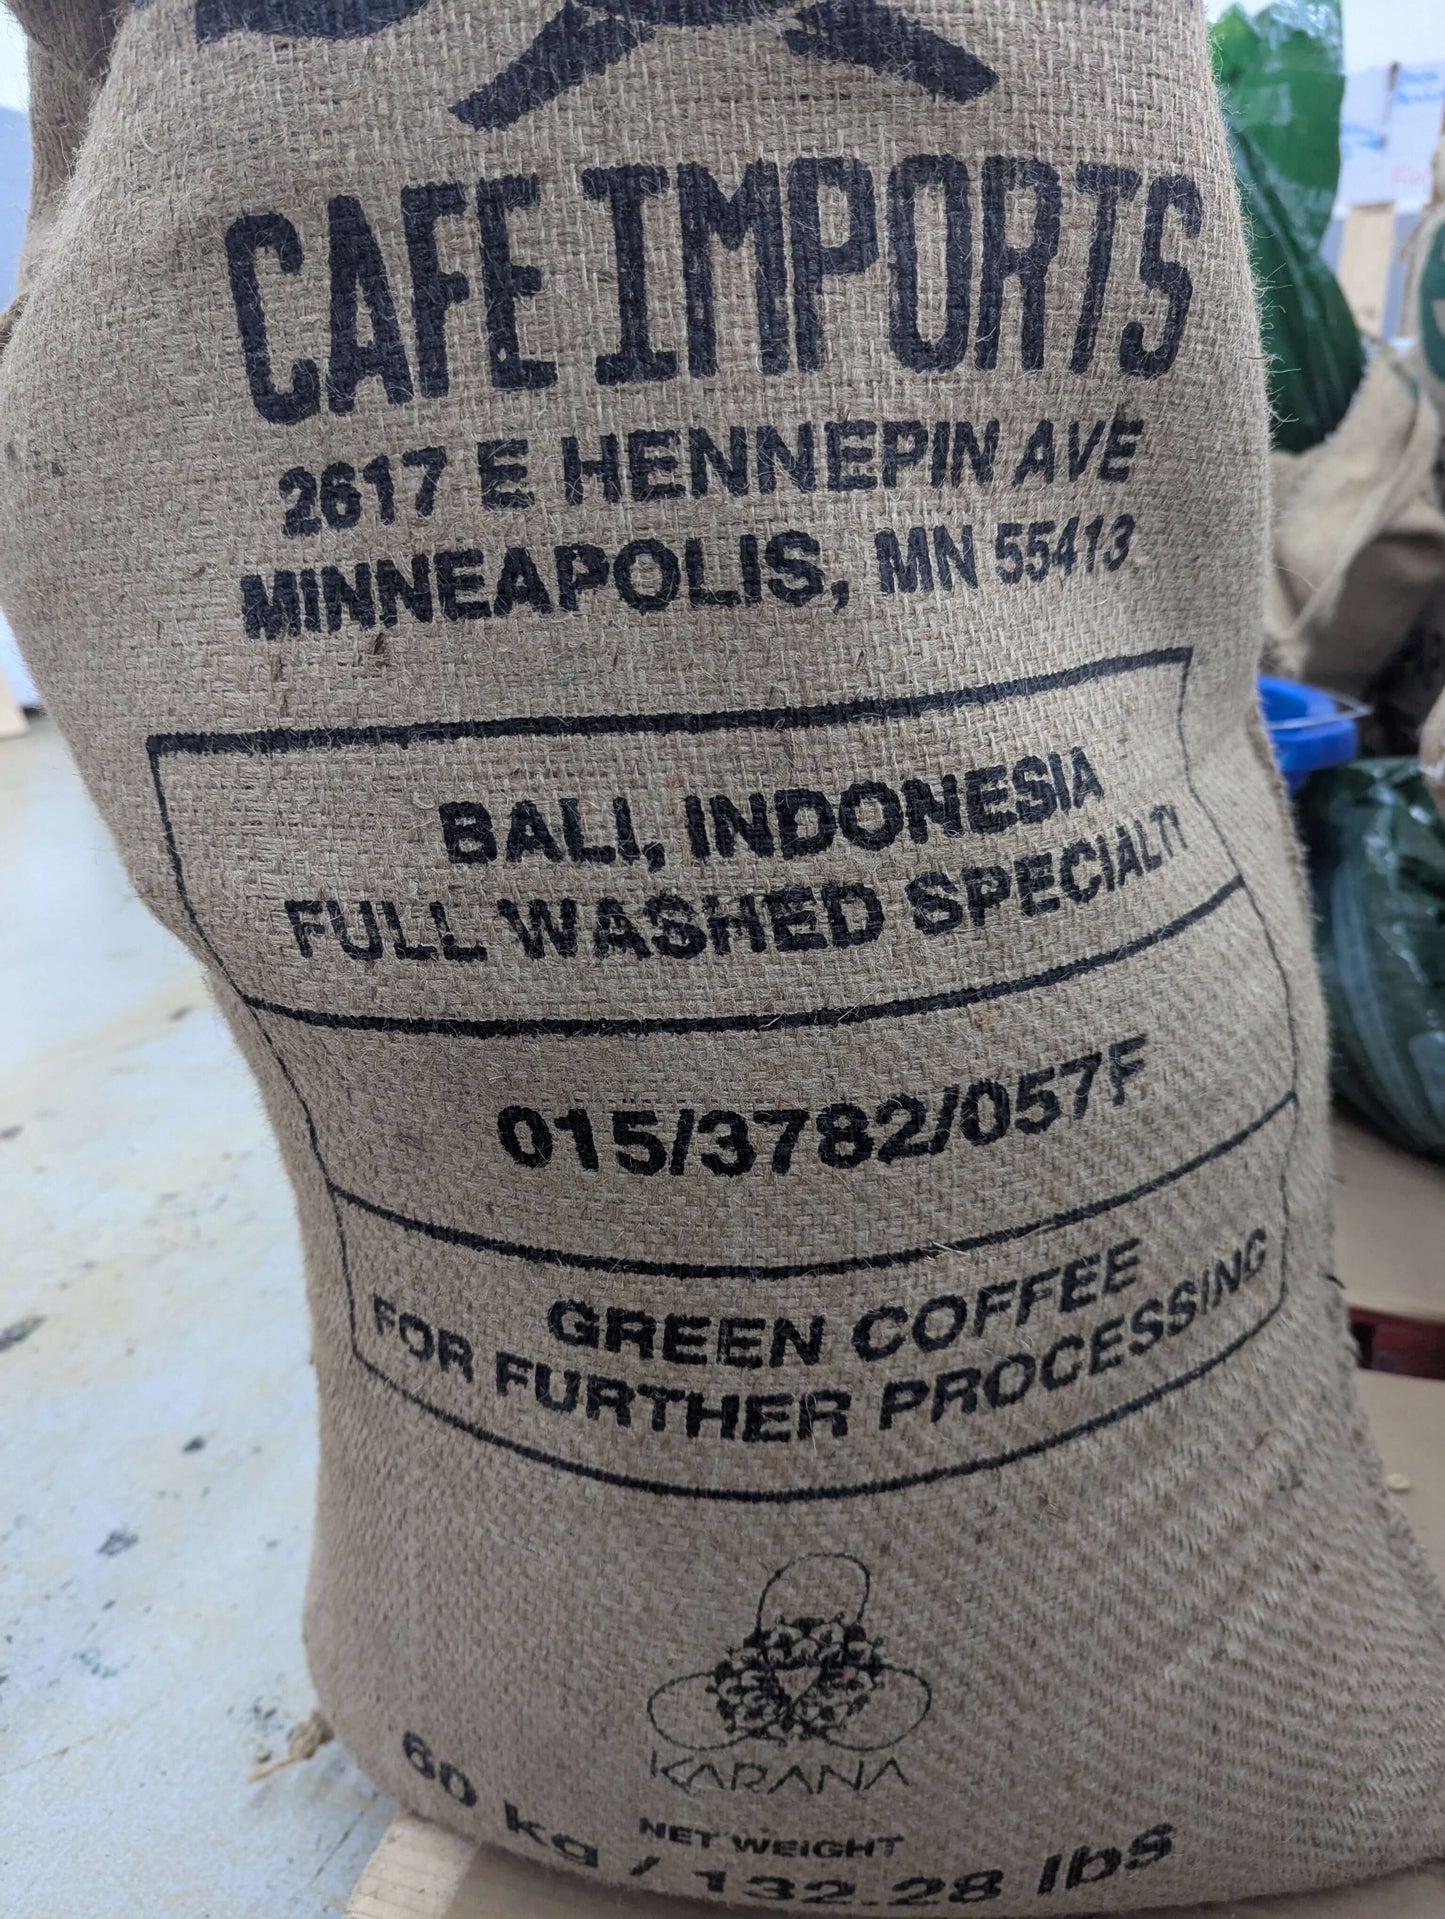 CAFE IMPORTS
2617 E HENNEPIN AVE
MINNEAPOLIS, MN 55413
BALI, INDONESIA
FULL WASHED SPECIALTY
015/3782/057F
GREEN COFFEE
FOR FURTHER PROCESSING
KARANA
NET WEIGHT
60 kg / 132.28 lbs